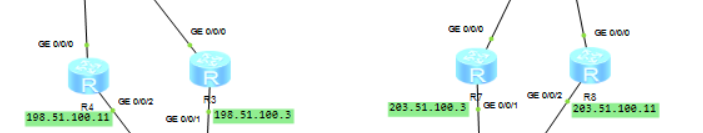 GE 0/0/0
GE 0/0/0
GE 0/0/0
GE 0/0/0
R
R
R
R
R4
R3
R7
R8
GE 0/0/2
GE 0/0/1
GE 0/0/1
GE 0/0/2
198.51.100.11
198.51.100.3
203.51.100.3
203.51.100.11